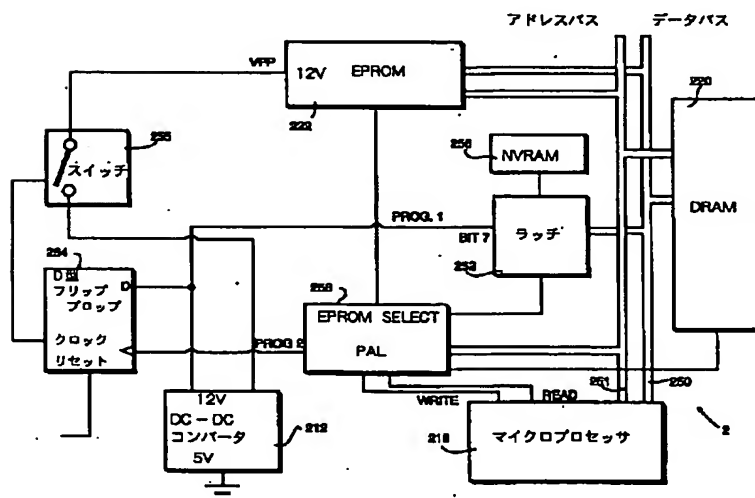 アドレスバス
データバス
VPP
12V EPROM
222
220
DRAM
スイッチ
256
NVRAM
PROG. 1
BIT 7
ラッチ
252
D型
フリップ
フロップ
D
クロック
リセット
PROG 2
EPROM SELECT
PAL
WRITE
READ
251
250
2
12V
DC-DC
コンバータ
5V
212
218
マイクロプロセッサ